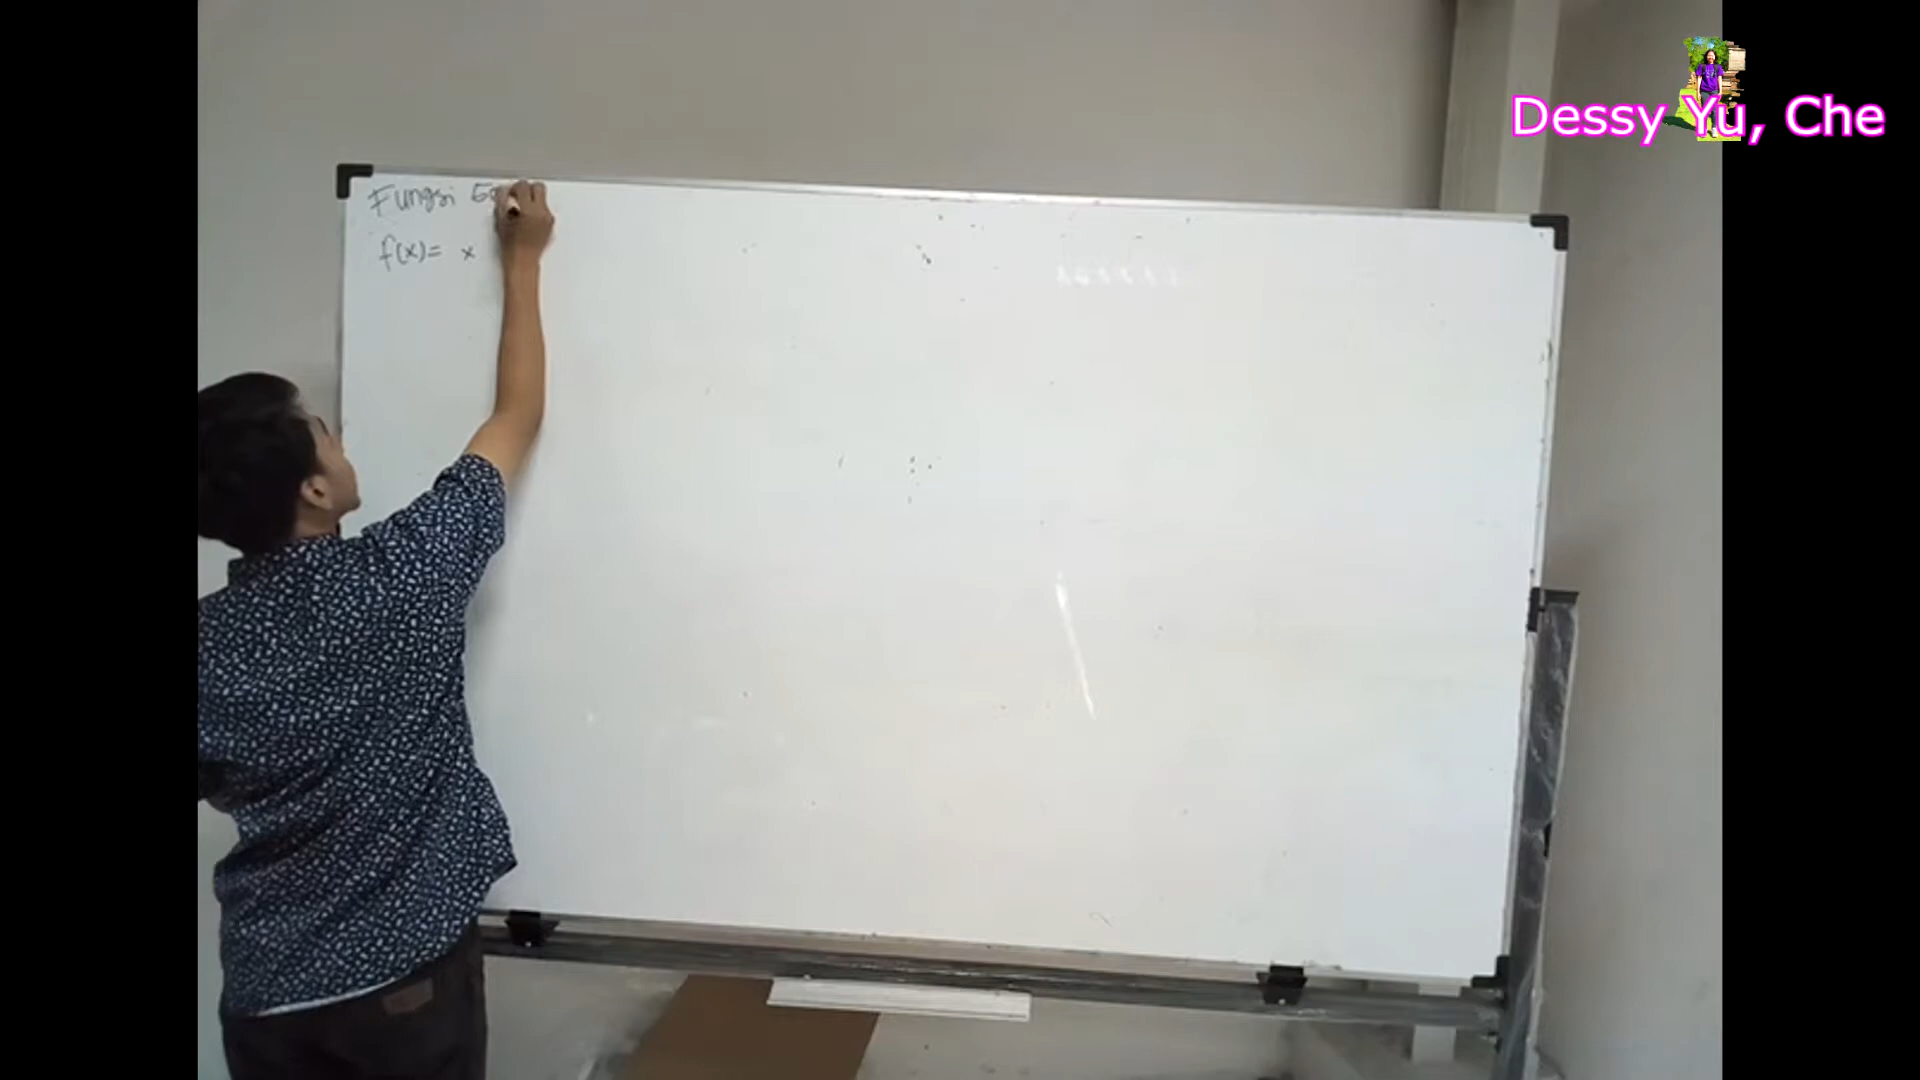 Dessy Yu, Che
Fungsi
f(x) = x